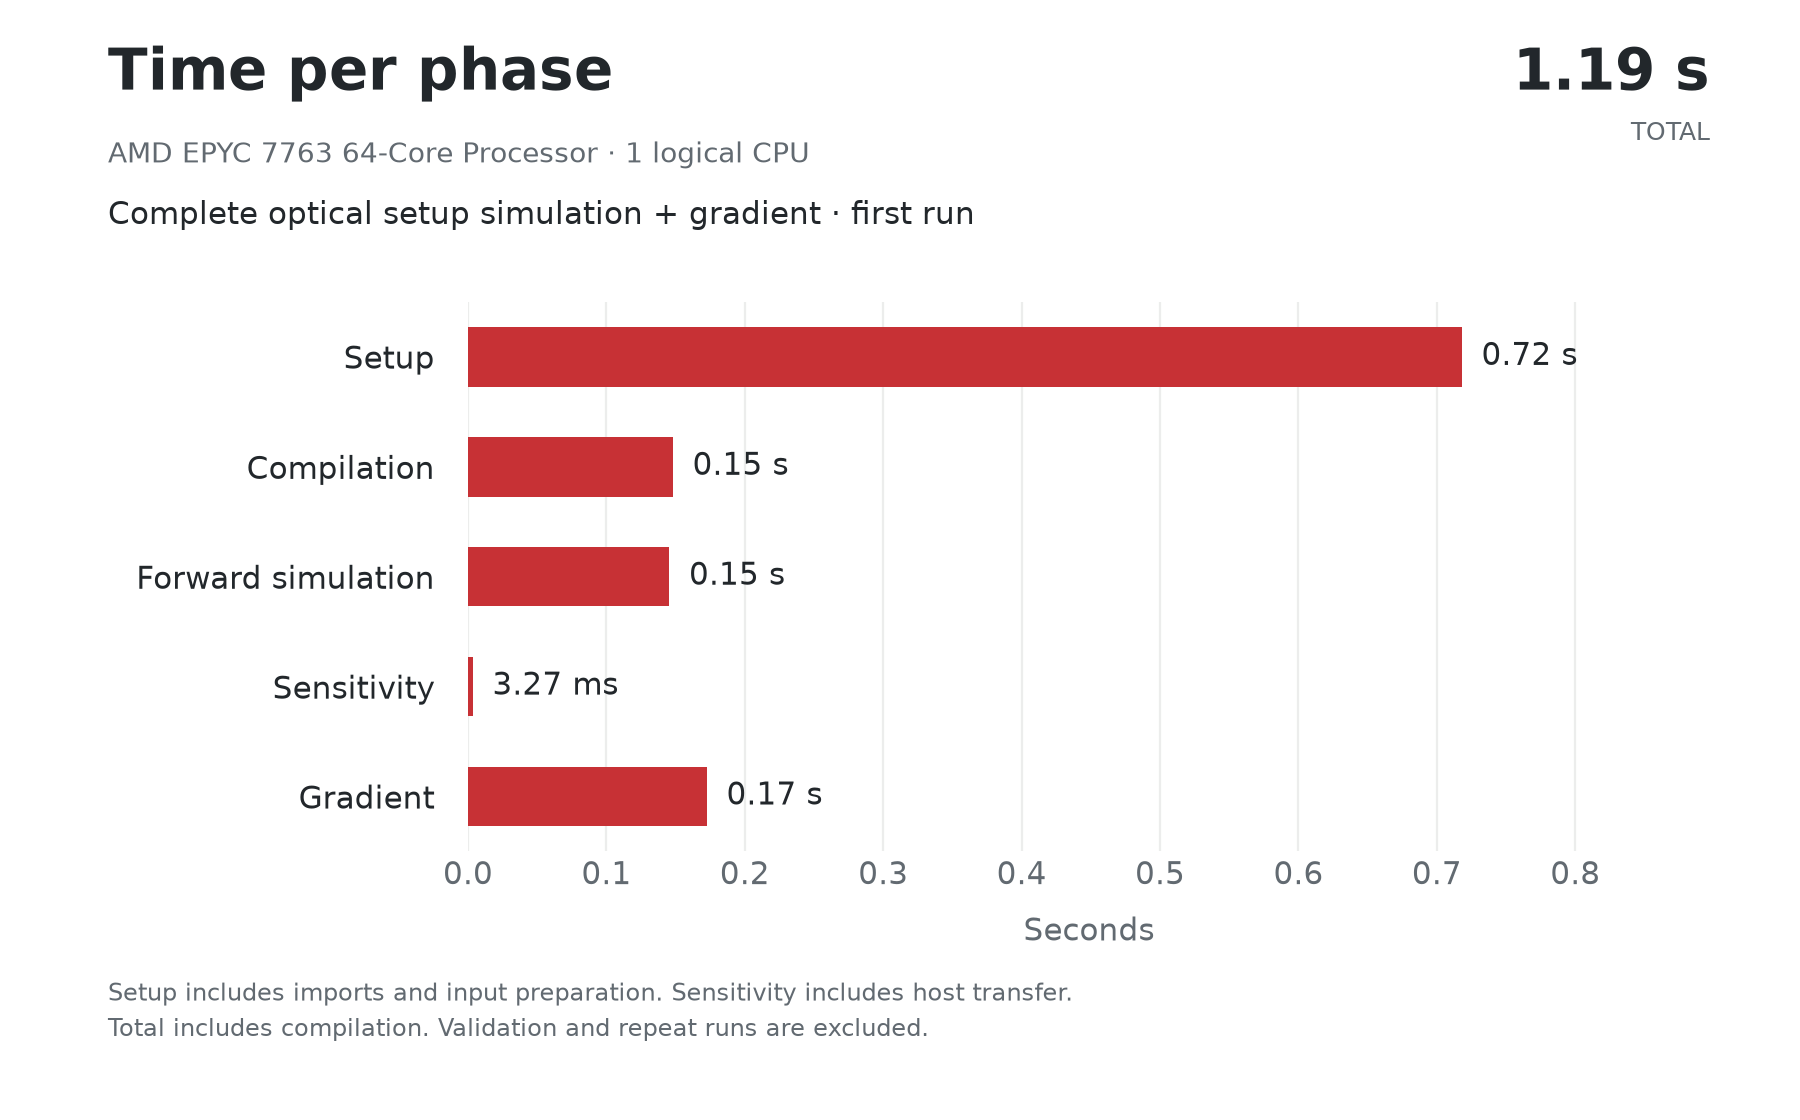 Time per phase
1.19 s
TOTAL
AMD EPYC 7763 64-Core Processor · 1 logical CPU
Complete optical setup simulation + gradient · first run
Setup 0.72 s
Compilation 0.15 s
Forward simulation 0.15 s
Sensitivity 3.27 ms
Gradient 0.17 s
0.0 0.1 0.2 0.3 0.4 0.5 0.6 0.7 0.8
Seconds
Setup includes imports and input preparation. Sensitivity includes host transfer.
Total includes compilation. Validation and repeat runs are excluded.